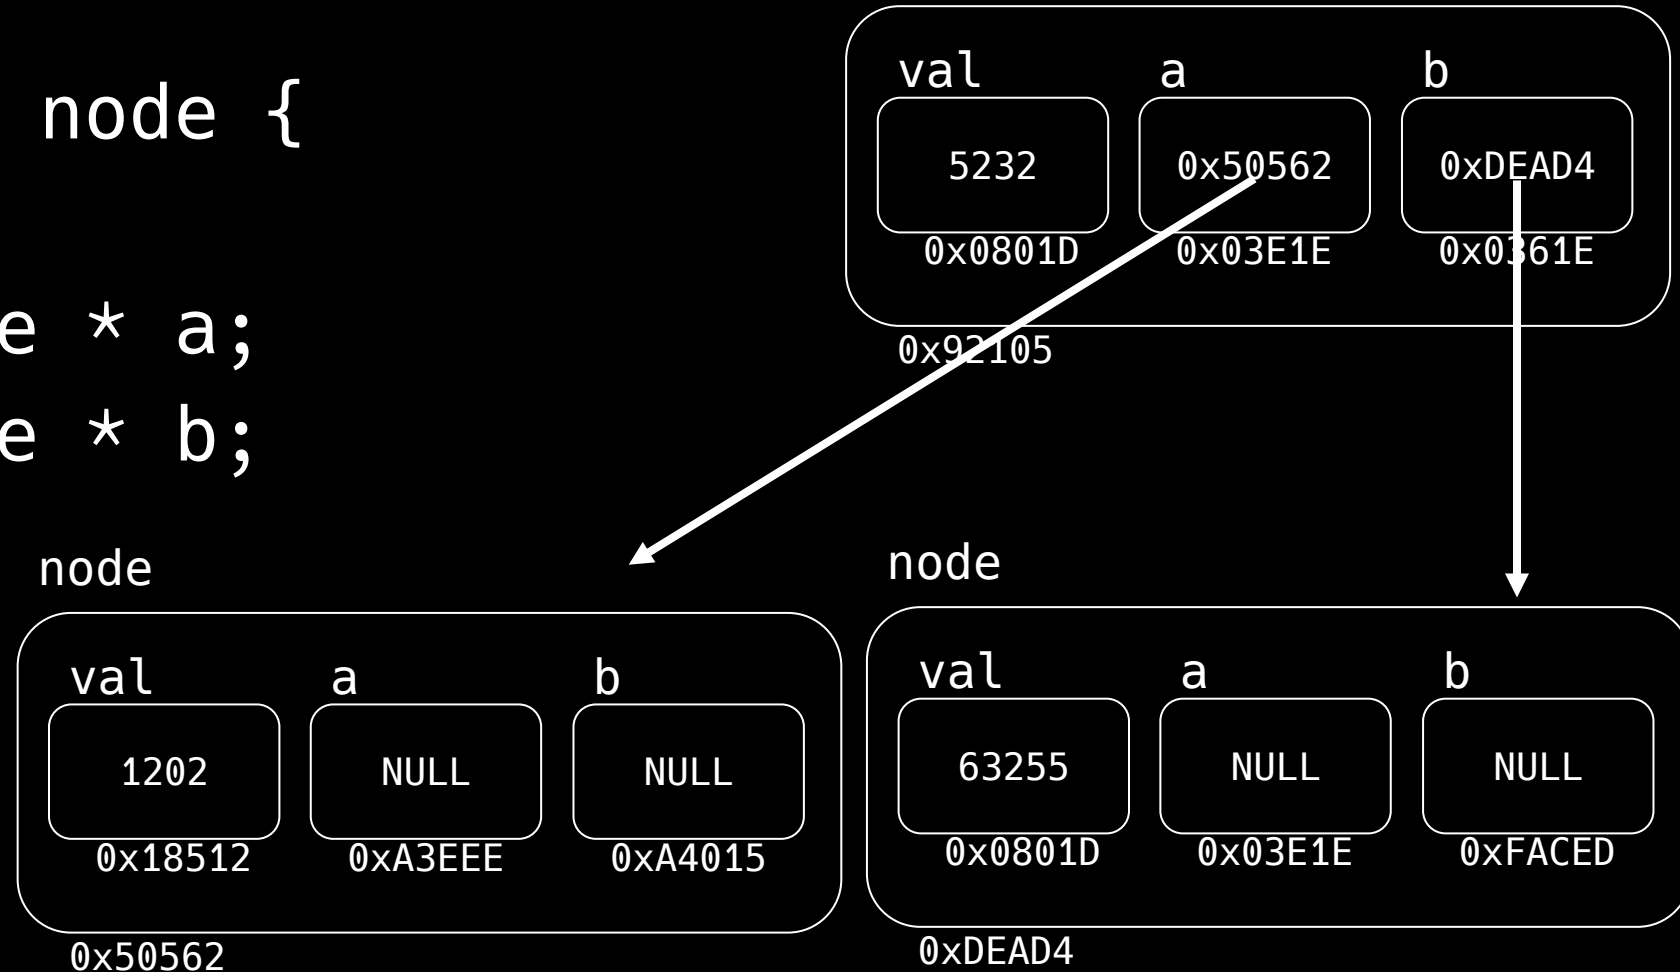 node {
e * a;
e * b;
val a b
5232 0x50562 0xDEAD4
0x0801D 0x03E1E 0x0361E
0x92105
node
val a b
1202 NULL NULL
0x18512 0xA3EEE 0xA4015
0x50562
node
val a b
63255 NULL NULL
0x0801D 0x03E1E 0xFACED
0xDEAD4